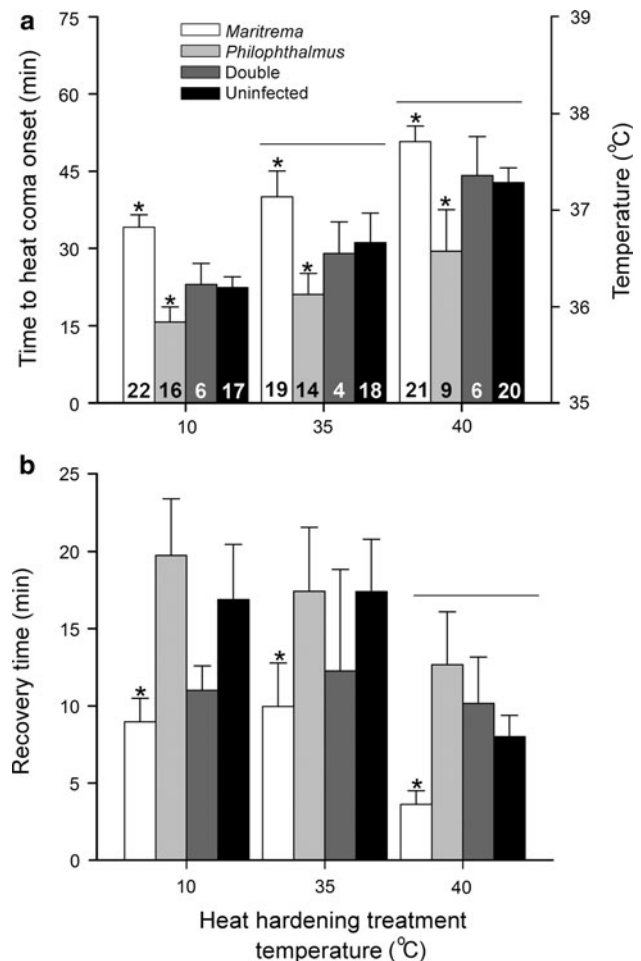 a
Time to heat coma onset (min)
75
60
45
30
15
0
Maritrema
Philophthalmus
Double
Uninfected
* * * * * *
22 16 6 17 19 14 4 18 21 9 6 20
10 35 40
39
38
37
36
35
Temperature (°C)
b
Recovery time (min)
25
20
15
10
5
0
* * *
10 35 40
Heat hardening treatment
temperature (°C)